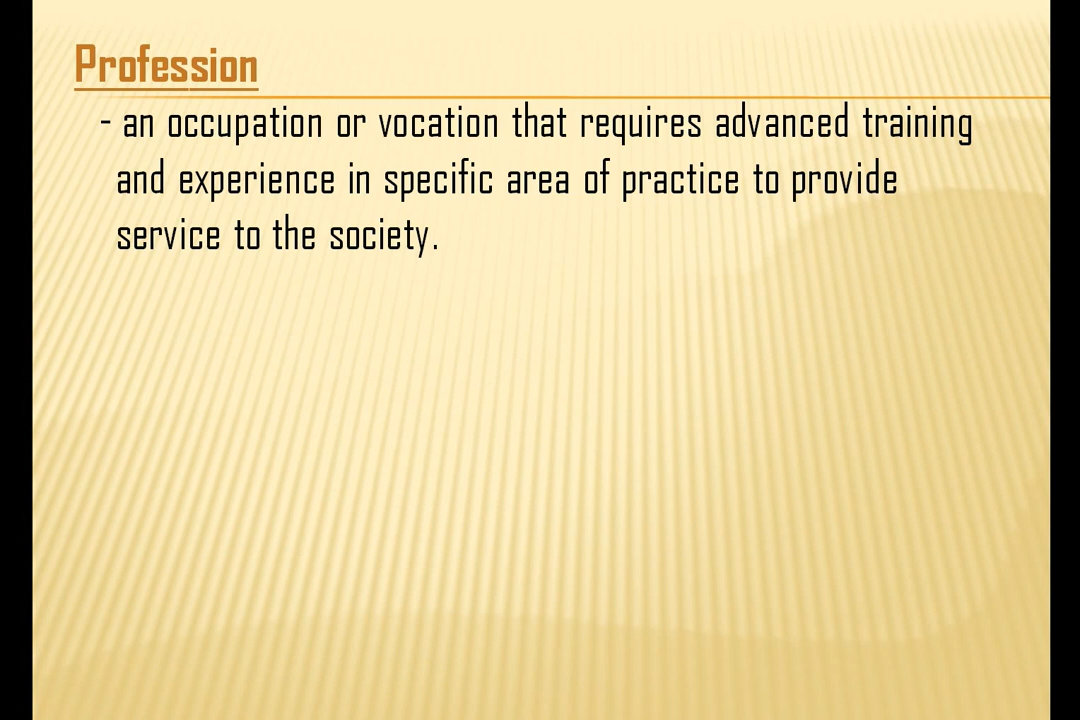 Profession
- an occupation or vocation that requires advanced training
and experience in specific area of practice to provide
service to the society.